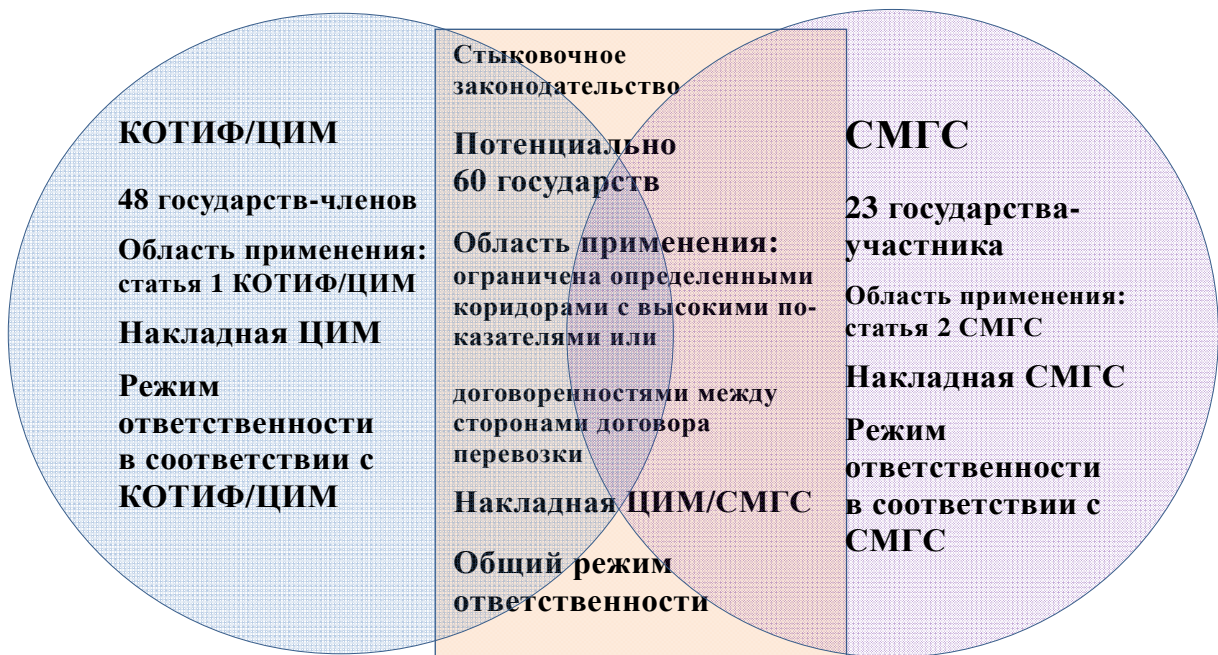 КОТИФ/ЦИМ
48 государств-членов
Область применения:
статья 1 КОТИФ/ЦИМ
Накладная ЦИМ
Режим
ответственности
в соответствии с
КОТИФ/ЦИМ
Стыковочное
законодательство
Потенциально
60 государств
Область применения:
ограничена определенными
коридорами с высокими по-
казателями или
договоренностями между
сторонами договора
перевозки
Накладная ЦИМ/СМГС
Общий режим
ответственности
СМГС
23 государства-
участника
Область применения:
статья 2 СМГС
Накладная СМГС
Режим
ответственности
в соответствии с
СМГС